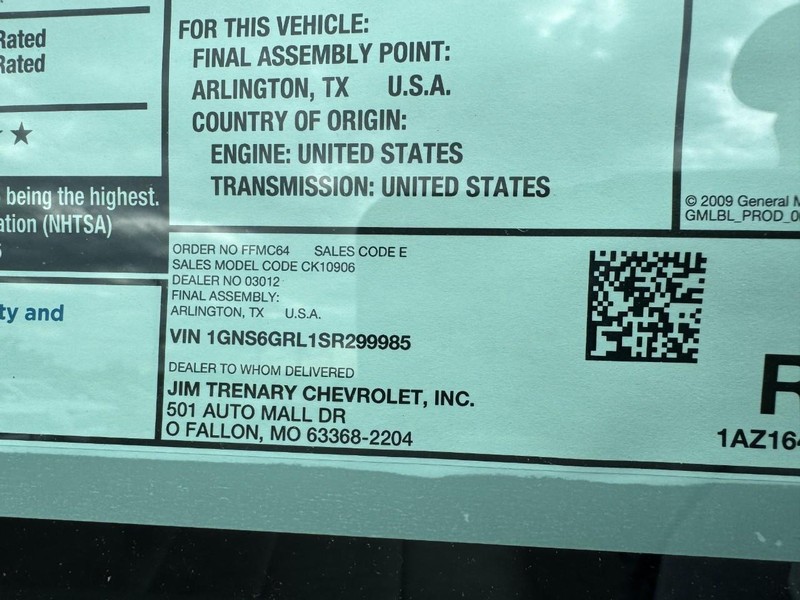 Rated
Rated
★
being the highest.
ation (NHTSA)
ty and
FOR THIS VEHICLE:
FINAL ASSEMBLY POINT:
ARLINGTON, TX U.S.A.
COUNTRY OF ORIGIN:
ENGINE: UNITED STATES
TRANSMISSION: UNITED STATES
© 2009 General M
GMLBL_PROD_0
ORDER NO FFMC64 SALES CODE E
SALES MODEL CODE CK10906
DEALER NO 03012
FINAL ASSEMBLY:
ARLINGTON, TX U.S.A.
VIN 1GNS6GRL1SR299985
DEALER TO WHOM DELIVERED
JIM TRENARY CHEVROLET, INC.
501 AUTO MALL DR
O FALLON, MO 63368-2204
R
1AZ164